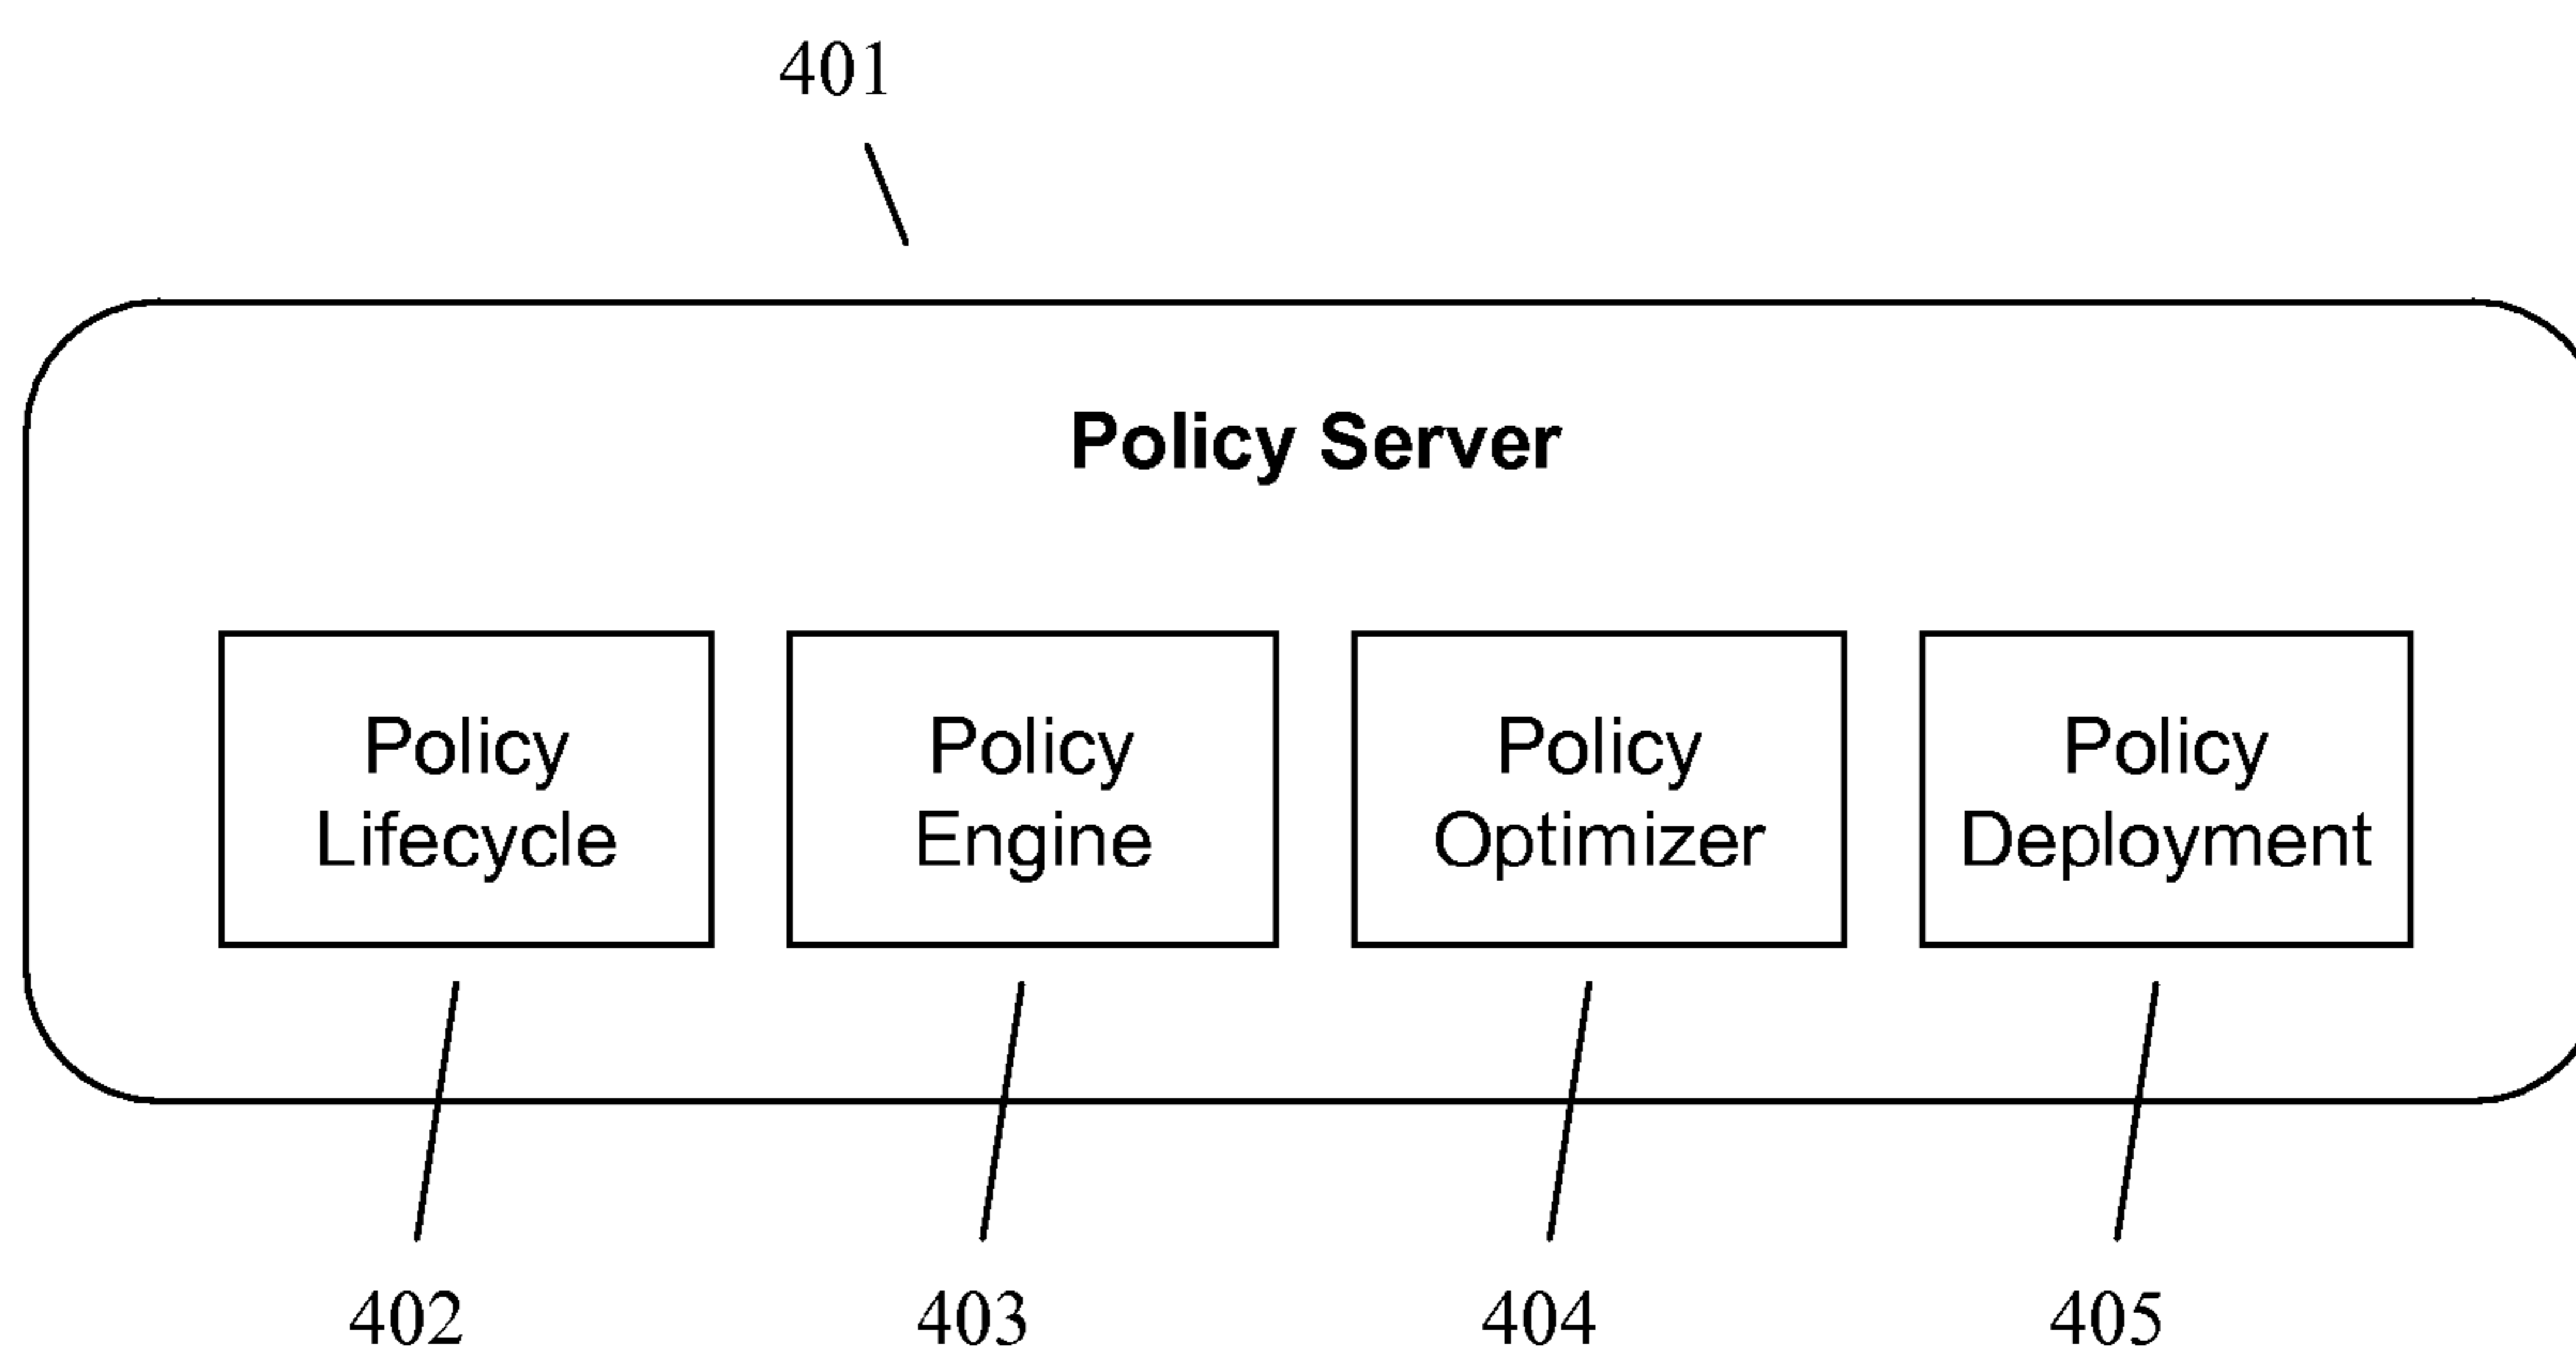 401
Policy Server
Policy
Lifecycle
Policy
Engine
Policy
Optimizer
Policy
Deployment
402
403
404
405